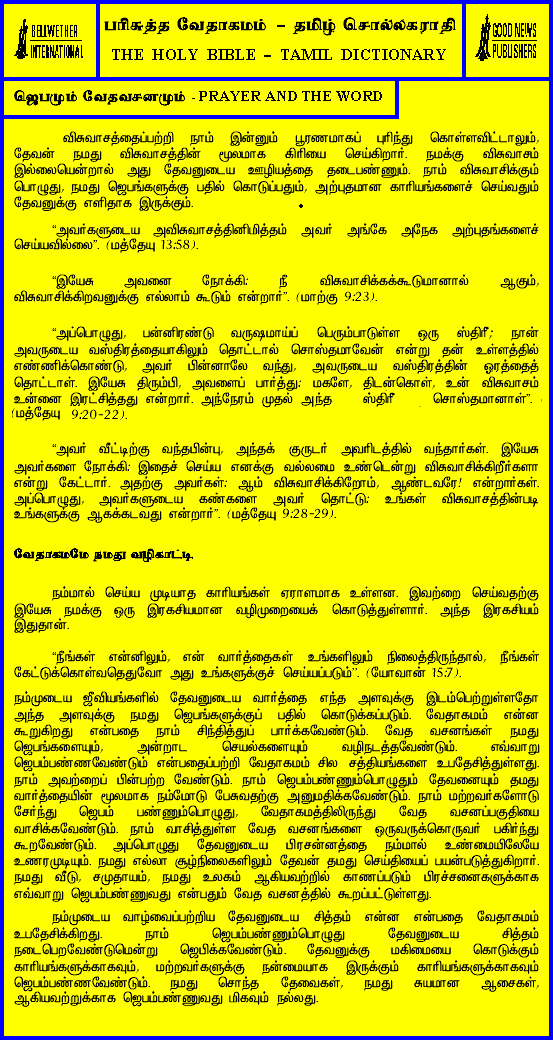 BELLWETHER
INTERNATIONAL
பரிசுத்த வேதாகமம் - தமிழ் சொல்லகராதி
THE HOLY BIBLE - TAMIL DICTIONARY
GOOD NEWS
PUBLISHERS
ஜெபமும் வேதவசனமும் - PRAYER AND THE WORD
விசுவாசத்தைப்பற்றி நாம் இன்னும் பூரணமாகப் புரிந்து கொள்ளவிட்டாலும்,
தேவன் நமது விசுவாசத்தின் மூலமாக கிரியை செய்கிறார். நமக்கு விசுவாசம்
இல்லையென்றால் அது தேவனுடைய ஊழியத்தை தடைபண்ணும். நாம் விசுவாசிக்கும்
பொழுது, நமது ஜெபங்களுக்கு பதில் கொடுப்பதும், அற்புதமான காரியங்களைச் செய்வதும்
தேவனுக்கு எளிதாக இருக்கும்.
“அவர்களுடைய அவிசுவாசத்தினிமித்தம் அவர் அங்கே அநேக அற்புதங்களைச்
செய்யவில்லை”. (மத்தேயு 13:58).
“இயேசு அவனை நோக்கி: நீ விசுவாசிக்கக்கூடுமானால் ஆகும்,
விசுவாசிக்கிறவனுக்கு எல்லாம் கூடும் என்றார்”. (மாற்கு 9:23).
“அப்பொழுது, பன்னிரண்டு வருஷமாய்ப் பெரும்பாடுள்ள ஒரு ஸ்திரீ; நான்
அவருடைய வஸ்திரத்தையாகிலும் தொட்டால் சொஸ்தமாவேன் என்று தன் உள்ளத்தில்
எண்ணிக்கொண்டு, அவர் பின்னாலே வந்து, அவருடைய வஸ்திரத்தின் ஓரத்தைத்
தொட்டாள். இயேசு திரும்பி, அவளைப் பார்த்து: மகளே, திடன்கொள், உன் விசுவாசம்
உன்னை இரட்சித்தது என்றார். அந்நேரம் முதல் அந்த ஸ்திரீ சொஸ்தமானாள்”.
(மத்தேயு 9:20-22).
“அவர் வீட்டிற்கு வந்தபின்பு, அந்தக் குருடர் அவரிடத்தில் வந்தார்கள். இயேசு
அவர்களை நோக்கி: இதைச் செய்ய எனக்கு வல்லமை உண்டென்று விசுவாசிக்கிறீர்களா
என்று கேட்டார். அதற்கு அவர்கள்: ஆம் விசுவாசிக்கிறோம், ஆண்டவரே! என்றார்கள்.
அப்பொழுது, அவர்களுடைய கண்களை அவர் தொட்டு: உங்கள் விசுவாசத்தின்படி
உங்களுக்கு ஆகக்கடவது என்றார்”. (மத்தேயு 9:28-29).
வேதாகமமே நமது வழிகாட்டி.
நம்மால் செய்ய முடியாத காரியங்கள் ஏராளமாக உள்ளன. இவற்றை செய்வதற்கு
இயேசு நமக்கு ஒரு இரகசியமான வழிமுறையைக் கொடுத்துள்ளார். அந்த இரகசியம்
இதுதான்.
“நீங்கள் என்னிலும், என் வார்த்தைகள் உங்களிலும் நிலைத்திருந்தால், நீங்கள்
கேட்டுக்கொள்வதெதுவோ அது உங்களுக்குச் செய்யப்படும்”. (யோவான் 15:7).
நம்முடைய ஜீவியங்களில் தேவனுடைய வார்த்தை எந்த அளவுக்கு இடம்பெற்றுள்ளதோ
அந்த அளவுக்கு நமது ஜெபங்களுக்குப் பதில் கொடுக்கப்படும். வேதாகமம் என்ன
கூறுகிறது என்பதை நாம் சிந்தித்துப் பார்க்கவேண்டும். வேத வசனங்கள் நமது
ஜெபங்களையும், அன்றாட செயல்களையும் வழிநடத்தவேண்டும். எவ்வாறு
ஜெபம்பண்ணவேண்டும் என்பதைப்பற்றி வேதாகமம் சில சத்தியங்களை உபதேசித்துள்ளது.
நாம் அவற்றைப் பின்பற்ற வேண்டும். நாம் ஜெபம்பண்ணும்பொழுதும் தேவனையும் தமது
வார்த்தையின் மூலமாக நம்மோடு பேசுவதற்கு அனுமதிக்கவேண்டும். நாம் மற்றவர்களோடு
சேர்ந்து ஜெபம் பண்ணும்பொழுது, வேதாகமத்திலிருந்து வேத வசனப்பகுதியை
வாசிக்கவேண்டும். நாம் வாசித்துள்ள வேத வசனங்களை ஒருவருக்கொருவர் பகிர்ந்து
கூறவேண்டும். அப்பொழுது தேவனுடைய பிரசன்னத்தை நம்மால் உண்மையிலேயே
உணரமுடியும். நமது எல்லா சூழ்நிலைகளிலும் தேவன் தமது செய்தியைப் பயன்படுத்துகிறார்.
நமது வீடு, சமுதாயம், நமது உலகம் ஆகியவற்றில் காணப்படும் பிரச்சனைகளுக்காக
எவ்வாறு ஜெபம்பண்ணுவது என்பதும் வேத வசனத்தில் கூறப்பட்டுள்ளது.
நம்முடைய வாழ்வைப்பற்றிய தேவனுடைய சித்தம் என்ன என்பதை வேதாகமம்
உபதேசிக்கிறது. நாம் ஜெபம்பண்ணும்பொழுது தேவனுடைய சித்தம்
நடைபெறவேண்டுமென்று ஜெபிக்கவேண்டும். தேவனுக்கு மகிமையை கொடுக்கும்
காரியங்களுக்காகவும், மற்றவர்களுக்கு நன்மையாக இருக்கும் காரியங்களுக்காகவும்
ஜெபம்பண்ணவேண்டும். நமது சொந்த தேவைகள், நமது சுயமான ஆசைகள்,
ஆகியவற்றுக்காக ஜெபம்பண்ணுவது மிகவும் நல்லது.